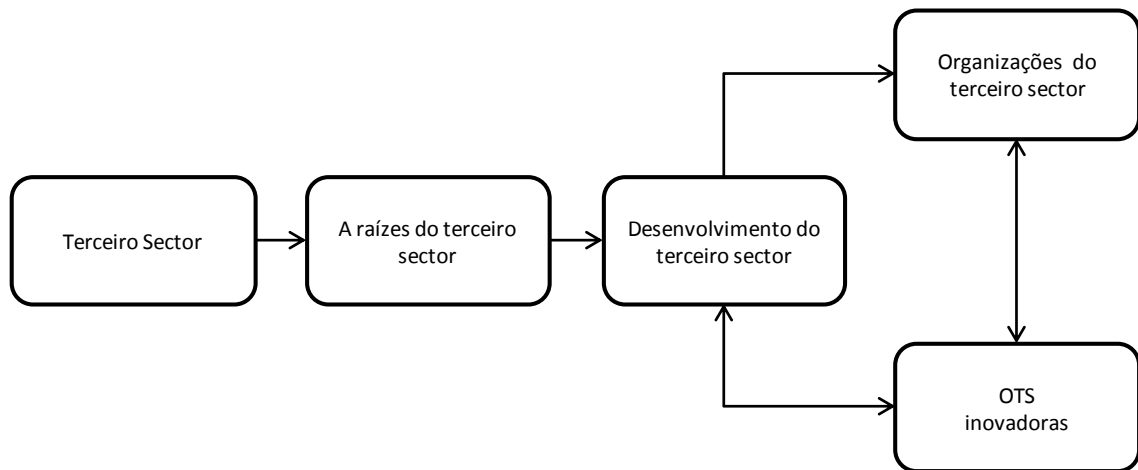 Organizações do
terceiro sector
Terceiro Sector
A raízes do terceiro
sector
Desenvolvimento do
terceiro sector
OTS
inovadoras